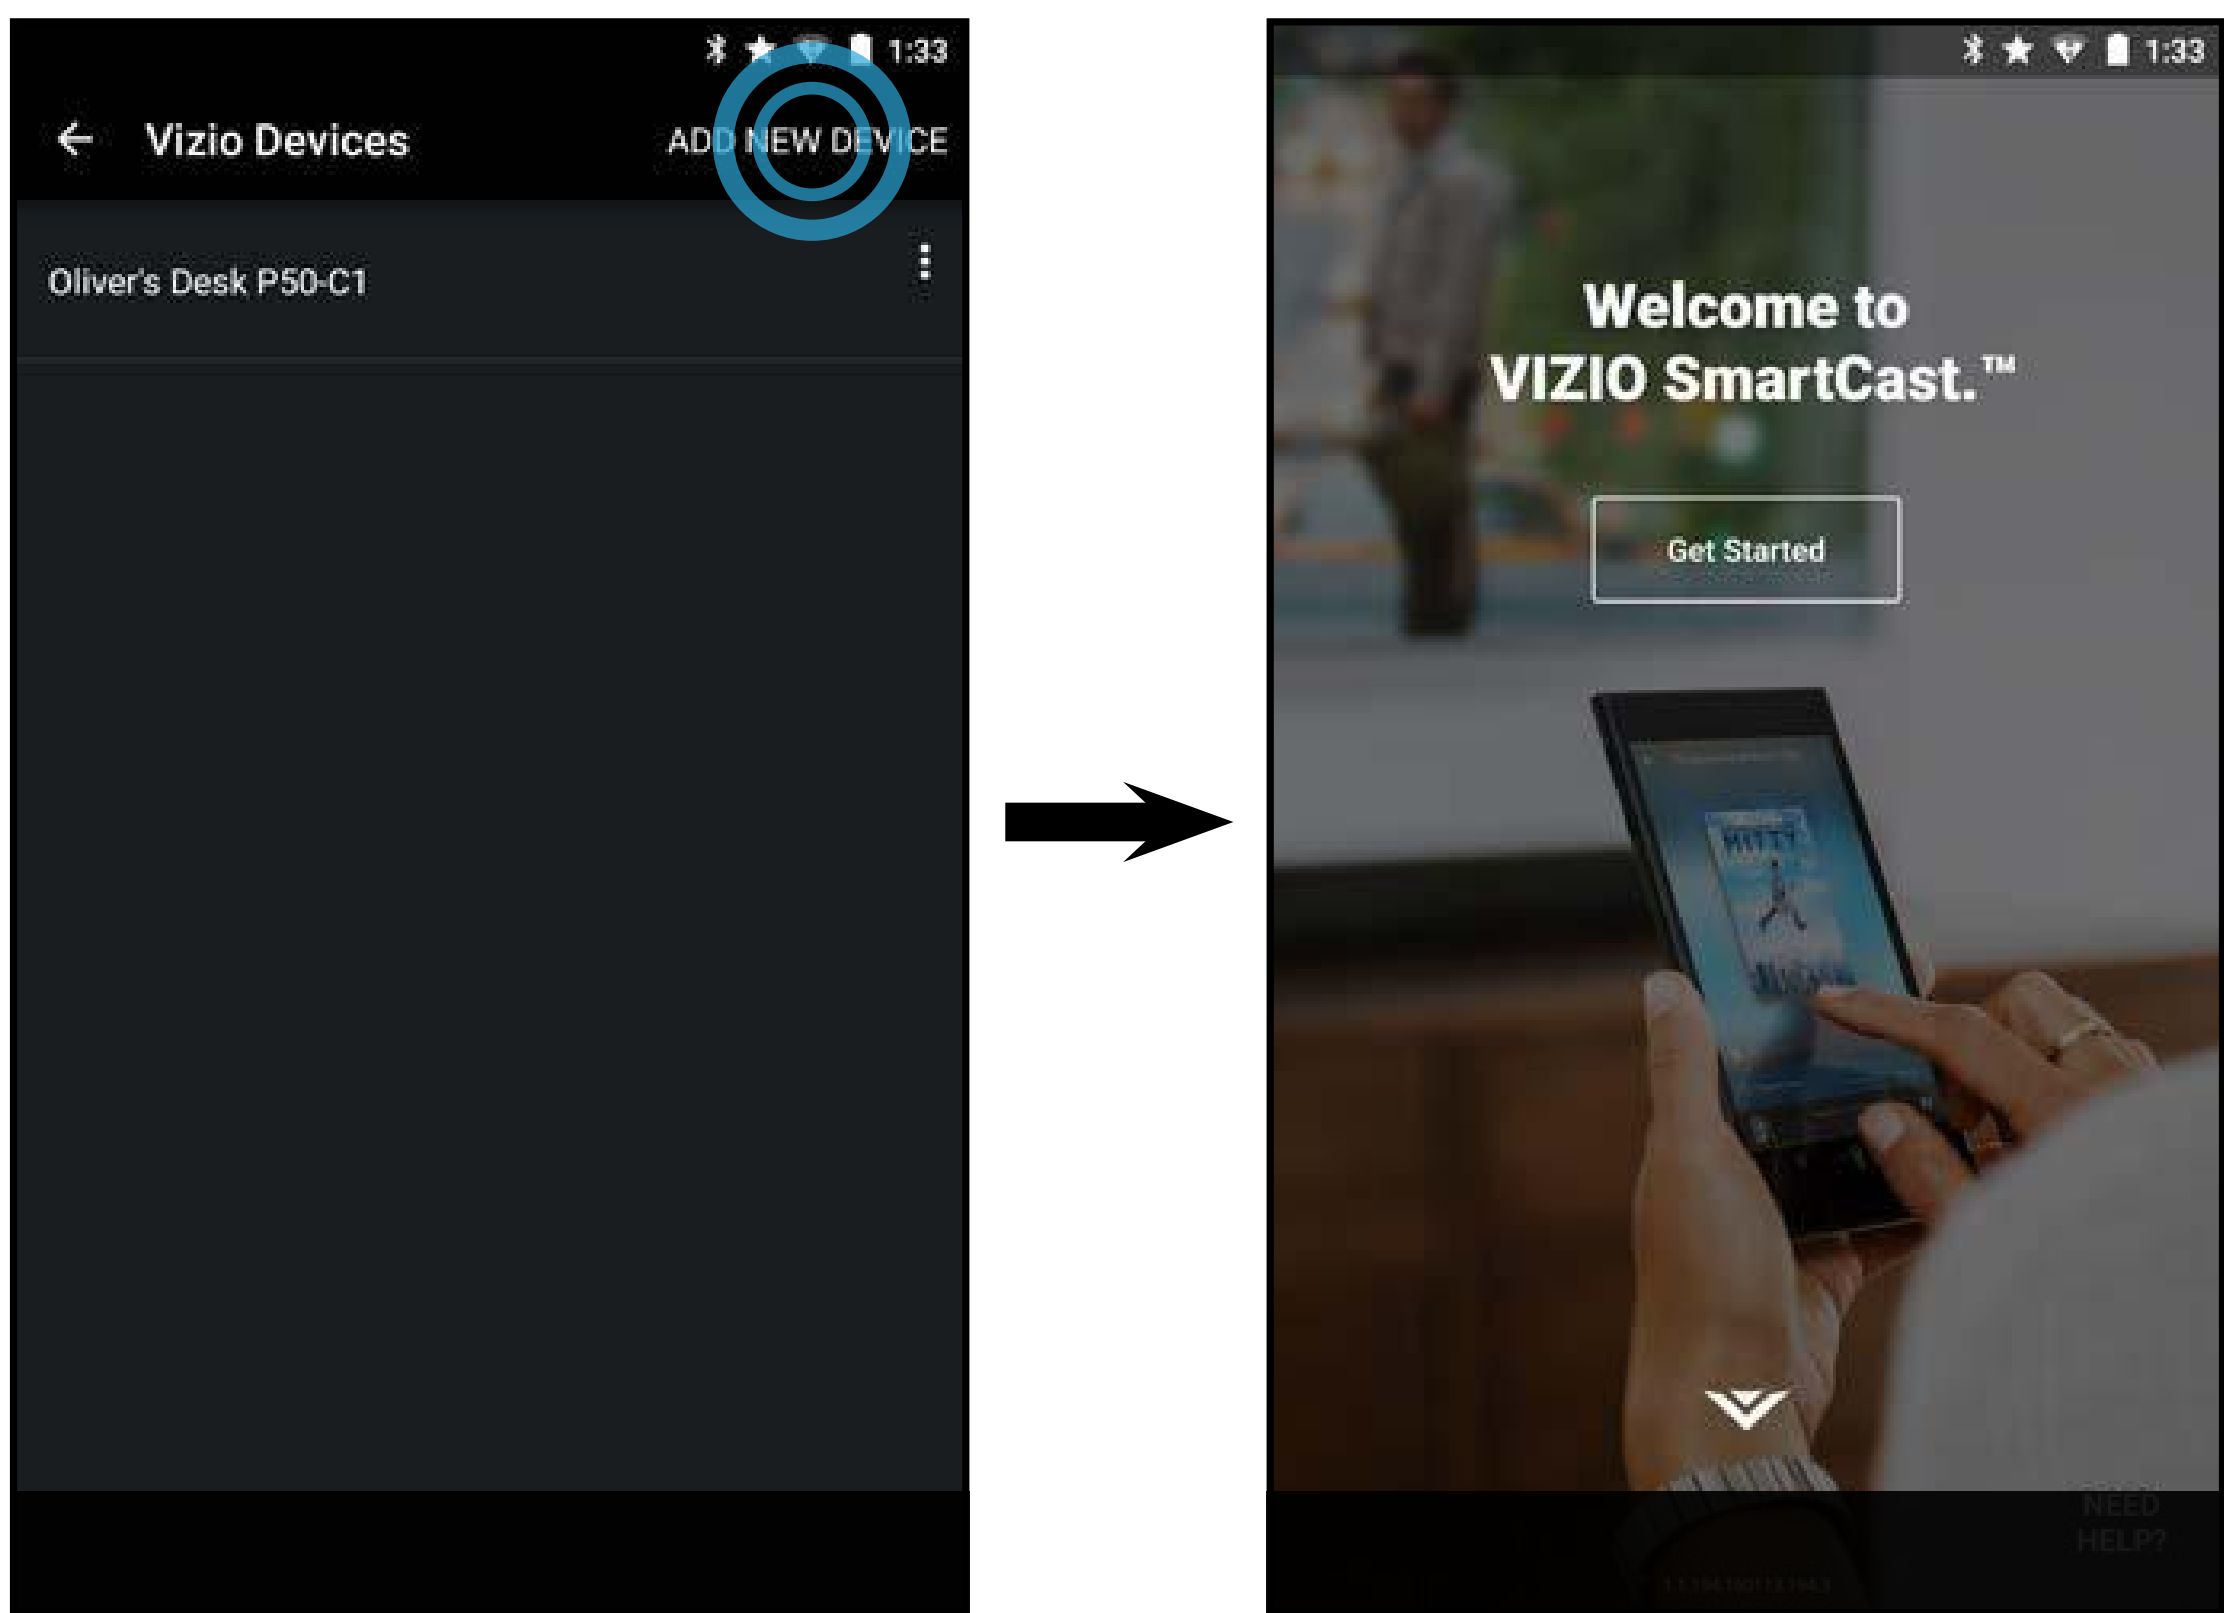 1:33
Vizio Devices
ADD NEW DEVICE
Oliver's Desk P50-C1
1:33
Welcome to
VIZIO SmartCast.™
Get Started
NEED
HELP?